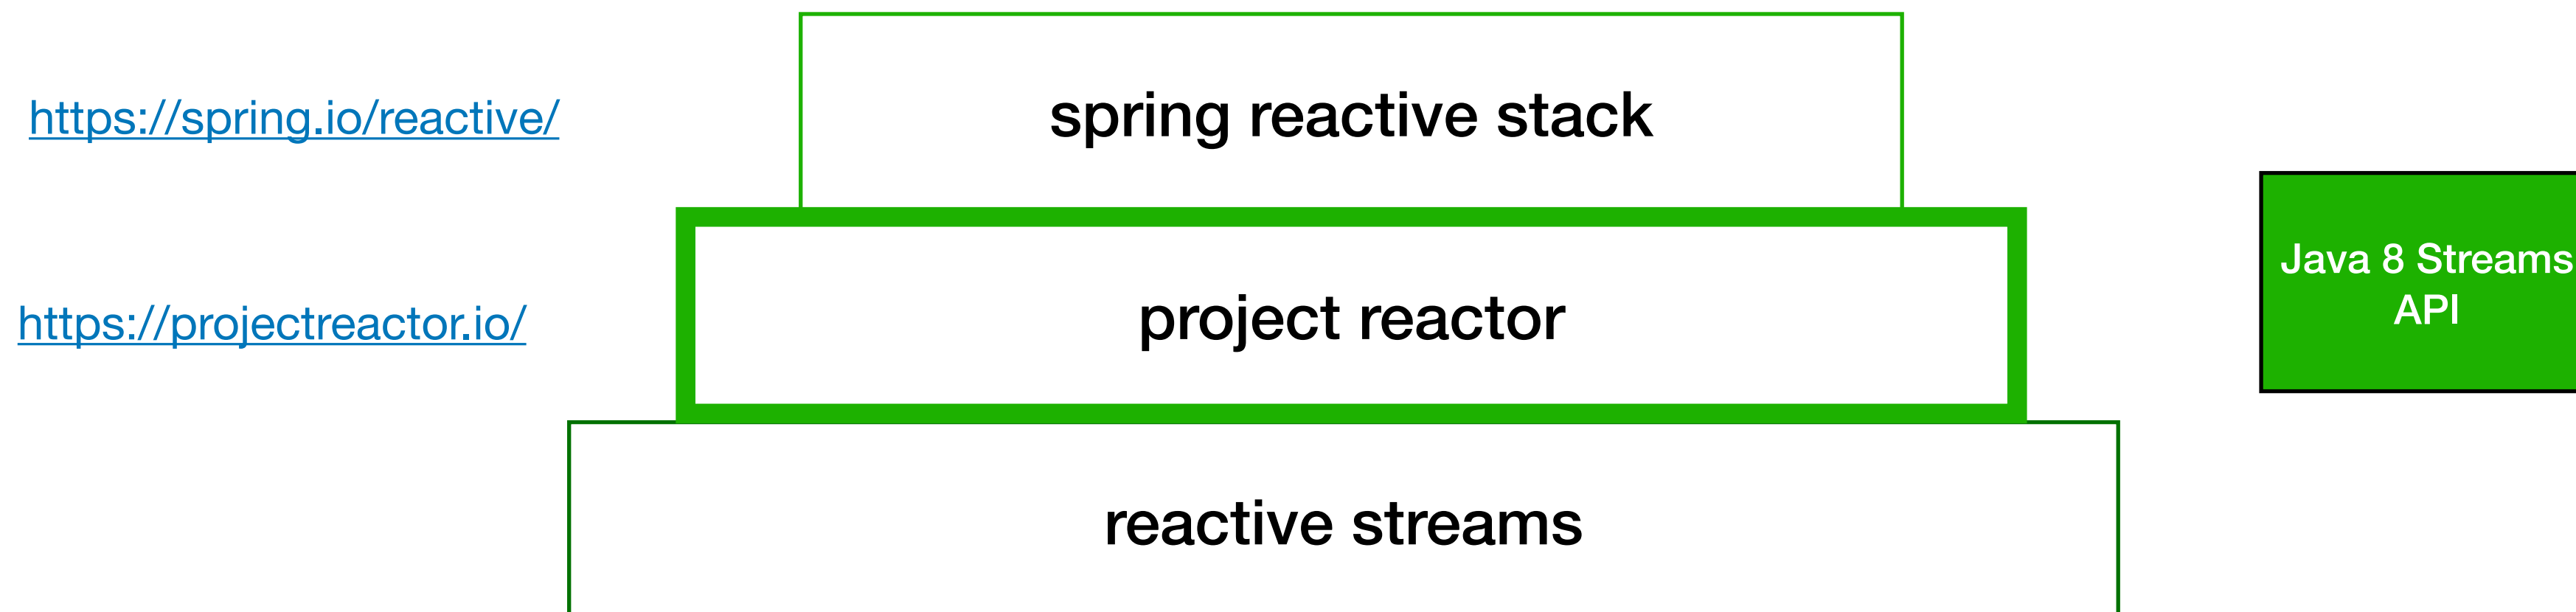 https://spring.io/reactive/
spring reactive stack
https://projectreactor.io/
project reactor
Java 8 Streams
API
reactive streams